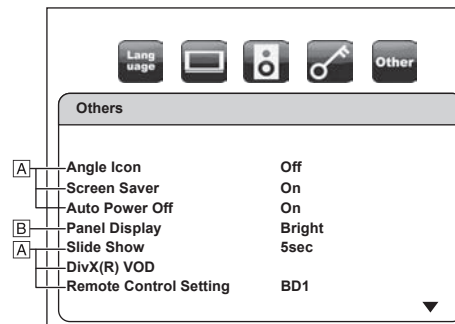 Lang
uage
Other
Others
A Angle Icon Off
Screen Saver On
Auto Power Off On
B Panel Display Bright
A Slide Show 5sec
DivX(R) VOD
Remote Control Setting BD1